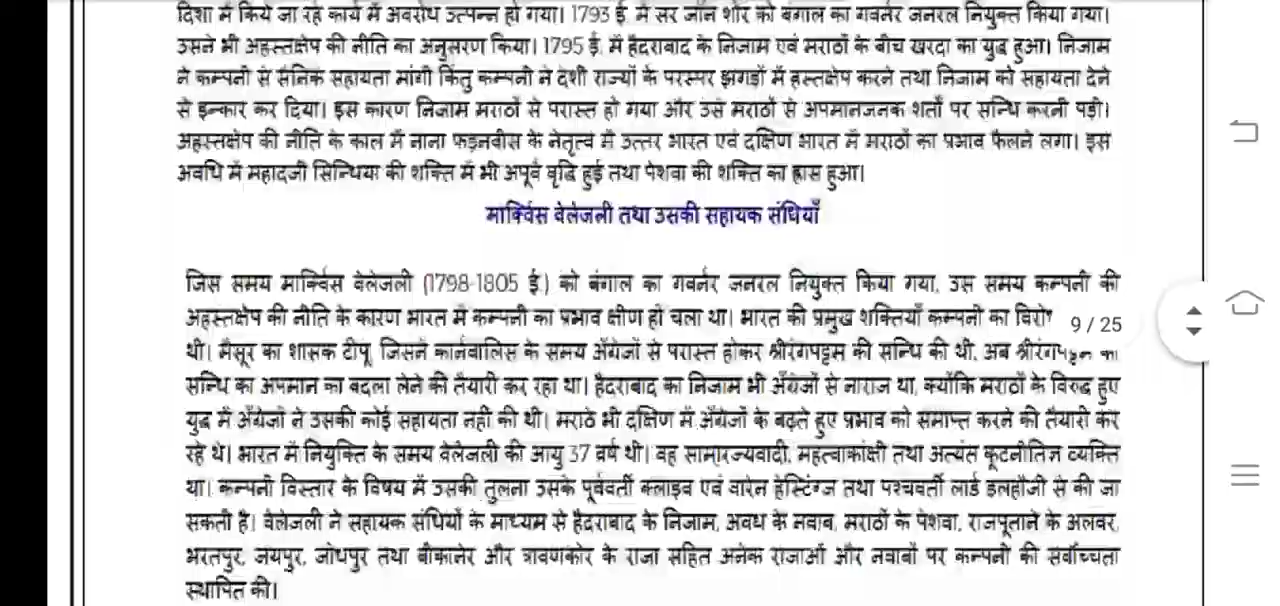 दिशा में किये जा रहे कार्य में अवरोध उत्पन्न हो गया। 1793 ई में सर जॉन शोर को बंगाल का गवर्नर जनरल नियुक्त किया गया।
उसने भी अहस्तक्षेप की नीति का अनुसरण किया। 1795 ई. में हैदराबाद के निजाम एवं मराठों के बीच खरदा का युद्ध हुआ। निजाम
ने कम्पनी से सैनिक सहायता मांगी किंतु कम्पनी ने देशी राज्यों के परस्पर झगड़ों में हस्तक्षेप करने तथा निजाम को सहायता देने
से इन्कार कर दिया। इस कारण निजाम मराठों से परास्त हो गया और उसे मराठों से अपमानजनक शर्तों पर सन्धि करनी पड़ी।
अहस्तक्षेप की नीति के काल में नाना फड़नबीस के नेतृत्व में उत्तर भारत एवं दक्षिण भारत में मराठों का प्रभाव फैलने लगा। इस
अवधि में महादजी सिन्धिया की शक्ति में भी अपूर्व वृद्धि हुई तथा पेशवा की शक्ति का ह्रास हुआ।
मार्क्विस वेलेजली तथा उसकी सहायक संधियाँ
जिस समय मार्क्विस वेलेजली (1798-1805 ई.) को बंगाल का गवर्नर जनरल नियुक्त किया गया, उस समय कम्पनी की
अहस्तक्षेप की नीति के कारण भारत में कम्पनी का प्रभाव क्षीण हो चला था। भारत की प्रमुख शक्तियाँ कम्पनी का
9 / 25
थी। मैसूर का शासक टीपू जिसने कार्नवालिस के समय अँग्रेजों से परास्त होकर श्रीरंगपट्टम की सन्धि की थी, अब श्रीरंगपट्टम का
सन्धि का अपमान का बदला लेने की तैयारी कर रहा था। हैदराबाद का निजाम भी अँग्रेजों से नाराज था, क्योंकि मराठों के विरुद्ध हुए
युद्ध में अँग्रेजों ने उसकी कोई सहायता नहीं की थी। मराठे भी दक्षिण में अँग्रेजों के बढ़ते हुए प्रभाव को समाप्त करने की तैयारी कर
रहे थे। भारत में नियुक्ति के समय वेलेजली की आयु 37 वर्ष थी। वह सामारज्यवादी, महत्वाकांक्षी तथा अत्यंत कूटनीतिज्ञ व्यक्ति
था। कम्पनी विस्तार के विषय में उसकी तुलना उसके पूर्ववर्ती क्लाइव एवं वारेन हेस्टिंग्ज तथा पश्चवर्ती लार्ड डलहौजी से की जा
सकती है। वेलेजली ने सहायक संधियों के माध्यम से हैदराबाद के निजाम, अवध के नवाब, मराठों के पेशवा, राजपूताने के अलवर,
भरतपुर, जयपुर, जोधपुर तथा बीकानेर और त्रावणकोर के राजा सहित अनेक राजाओं और नवाबों पर कम्पनी की सर्वोच्चता
स्थापित की।